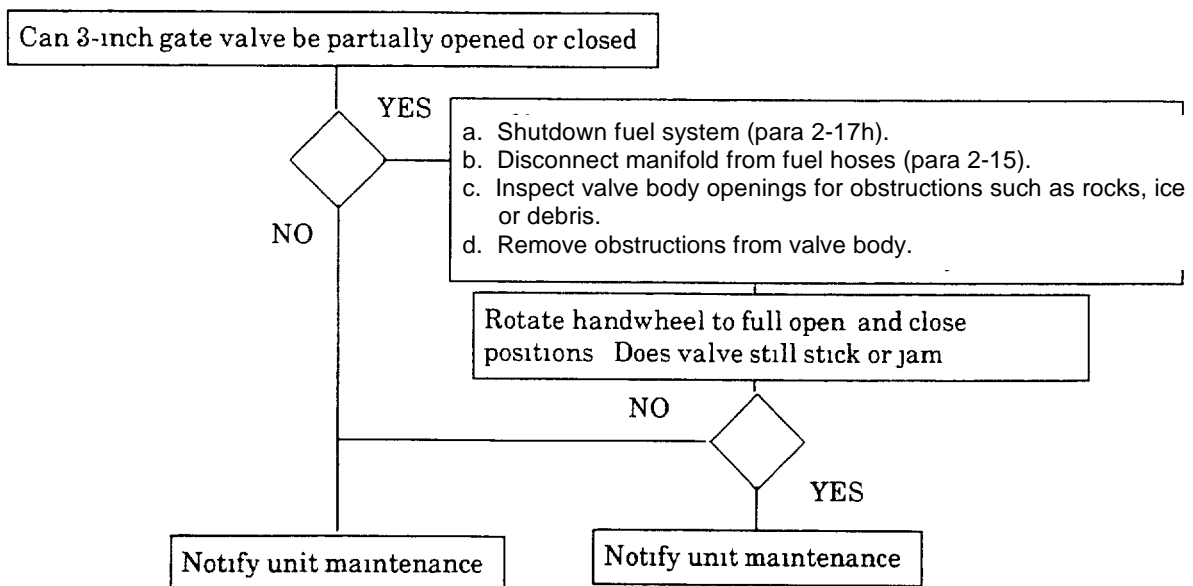 Can 3-inch gate valve be partially opened or closed
YES
a. Shutdown fuel system (para 2-17h).
b. Disconnect manifold from fuel hoses (para 2-15).
c. Inspect valve body openings for obstructions such as rocks, ice
or debris.
d. Remove obstructions from valve body.
NO
Rotate handwheel to full open and close
positions Does valve still stick or jam
NO
YES
Notify unit maintenance
Notify unit maintenance